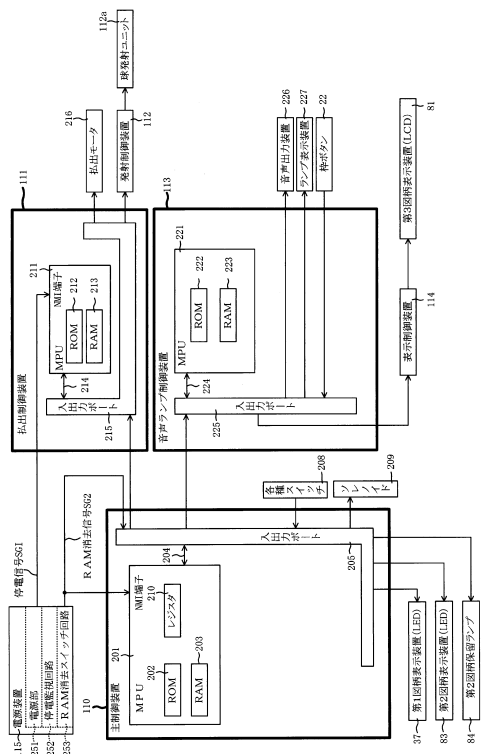 115
電源装置
251
電源部
252
停電監視回路
253
RAM消去スイッチ回路
停電信号SG1
RAM消去信号SG2
110
主制御装置
201
MPU
202
ROM
203
RAM
NMI端子
210
レジスタ
204
入出力ポート
205
208
各種スイッチ
209
ソレノイド
37
第1図柄表示装置(LED)
83
第2図柄表示装置(LED)
84
第2図柄保留ランプ
111
払出制御装置
211
MPU
NMI端子
ROM
212
RAM
213
214
入出力ポート
215
216
払出モータ
発射制御装置
112
球発射ユニット
112a
113
音声ランプ制御装置
221
MPU
222
ROM
223
RAM
224
入出力ポート
225
226
音声出力装置
227
ランプ表示装置
22
枠ボタン
表示制御装置
114
第3図柄表示装置(LCD)
81